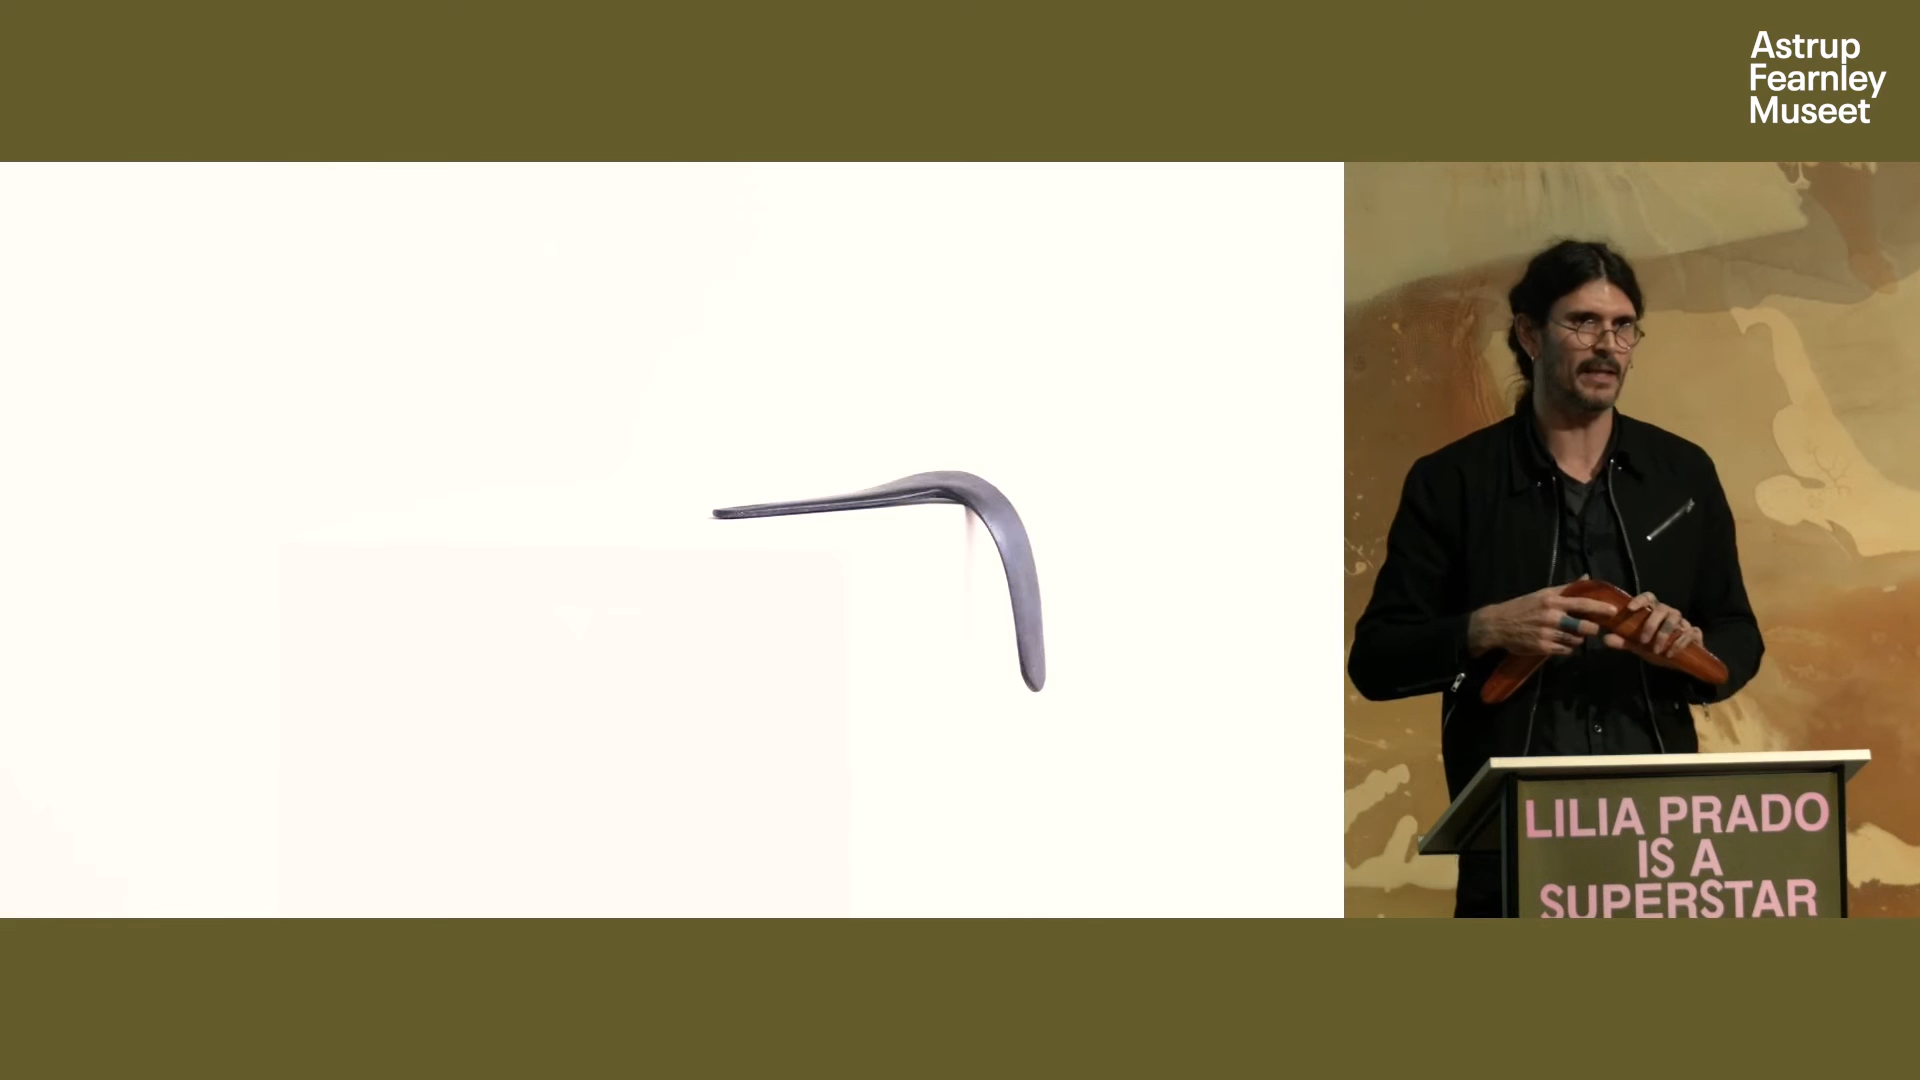 Astrup
Fearnley
Museet
LILIA PRADO
IS A
SUPERSTAR